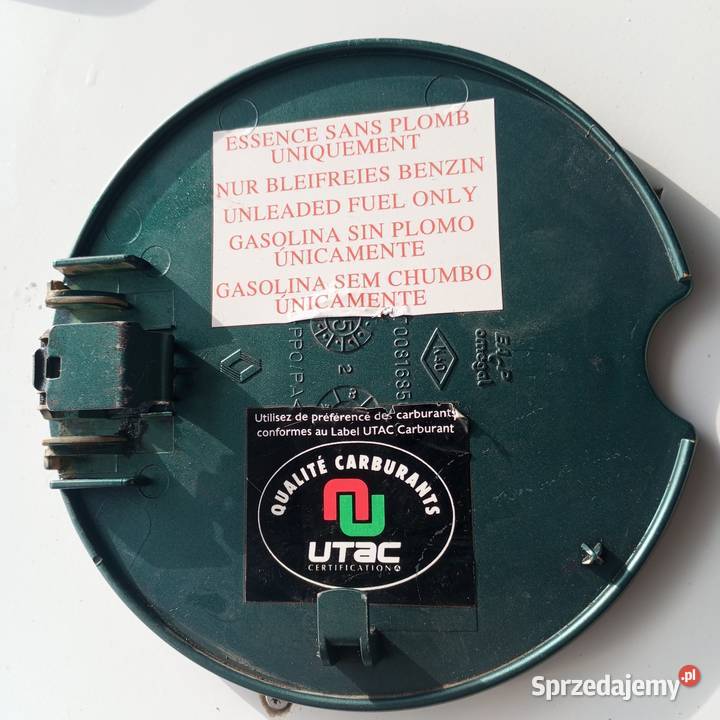 ESSENCE SANS PLOMB
UNIQUEMENT
NUR BLEIFREIES BENZIN
UNLEADED FUEL ONLY
GASOLINA SIN PLOMO
ÚNICAMENTE
GASOLINA SEM CHUMBO
ÚNICAMENTE
omega
Utilisez de préférence des carburants
conformes au Label UTAC Carburant
QUALITÉ CARBURANTS
UTAC
CERTIFICATION
Sprzedajemy.pl